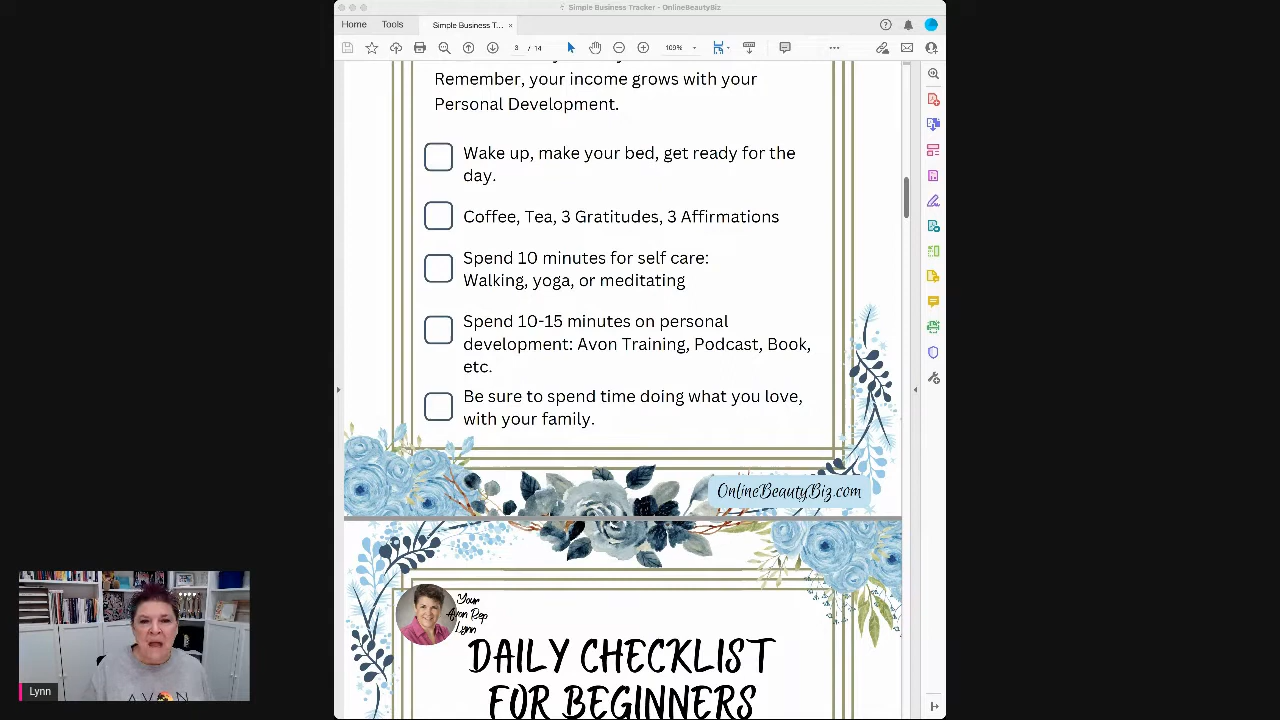 Simple Business Tracker - OnlineBeautyBiz
Home Tools Simple Business T... ×
3 / 14 109%
Remember, your income grows with your
Personal Development.
Wake up, make your bed, get ready for the
day.
Coffee, Tea, 3 Gratitudes, 3 Affirmations
Spend 10 minutes for self care:
Walking, yoga, or meditating
Spend 10-15 minutes on personal
development: Avon Training, Podcast, Book,
etc.
Be sure to spend time doing what you love,
with your family.
OnlineBeautyBiz.com
Your
Avon Rep
Lynn
DAILY CHECKLIST
FOR BEGINNERS
Lynn
AVON